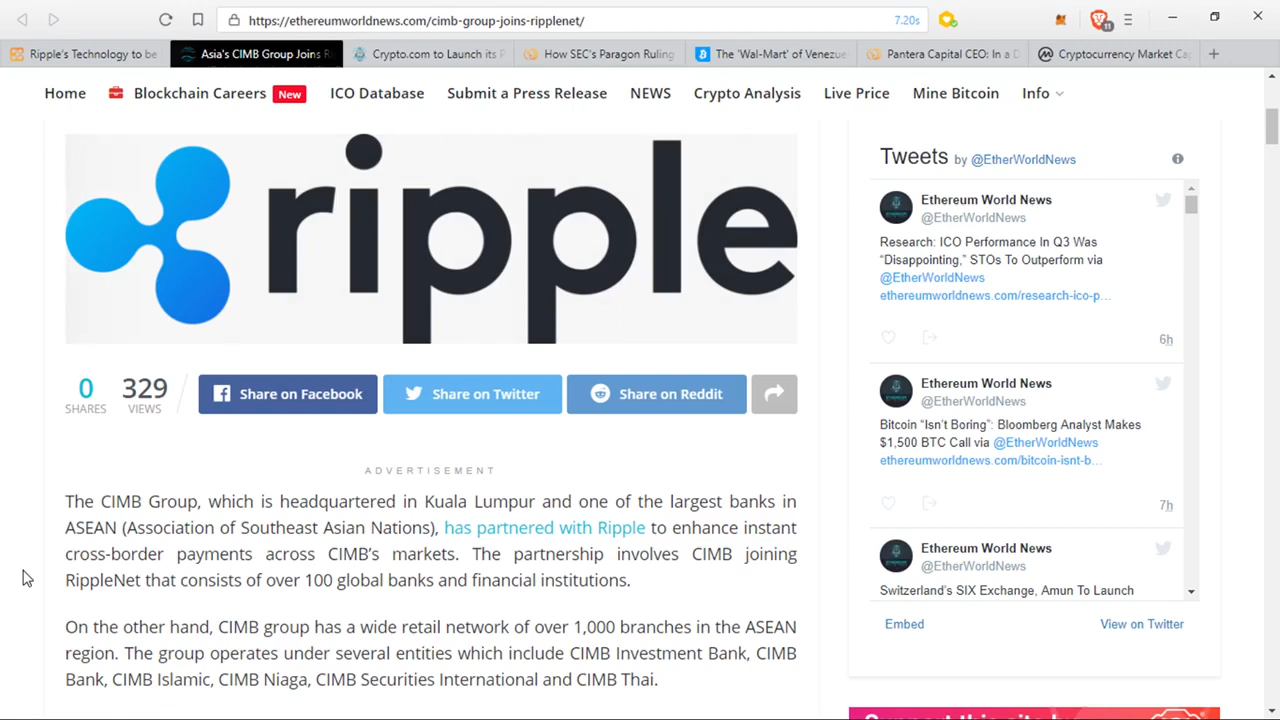 https://ethereumworldnews.com/cimb-group-joins-ripplenet/
7.20s
11
Ripple's Technology to be
Asia's CIMB Group Joins R
Crypto.com to Launch its P
How SEC's Paragon Ruling
The 'Wal-Mart' of Venezue
Pantera Capital CEO: In a D
Cryptocurrency Market Ca
Home
Blockchain Careers
New
ICO Database
Submit a Press Release
NEWS
Crypto Analysis
Live Price
Mine Bitcoin
Info
ripple
0
SHARES
329
VIEWS
Share on Facebook
Share on Twitter
Share on Reddit
ADVERTISEMENT
The CIMB Group, which is headquartered in Kuala Lumpur and one of the largest banks in
ASEAN (Association of Southeast Asian Nations), has partnered with Ripple to enhance instant
cross-border payments across CIMB's markets. The partnership involves CIMB joining
RippleNet that consists of over 100 global banks and financial institutions.
On the other hand, CIMB group has a wide retail network of over 1,000 branches in the ASEAN
region. The group operates under several entities which include CIMB Investment Bank, CIMB
Bank, CIMB Islamic, CIMB Niaga, CIMB Securities International and CIMB Thai.
Tweets by @EtherWorldNews
Ethereum World News
@EtherWorldNews
Research: ICO Performance In Q3 Was
"Disappointing," STOs To Outperform via
@EtherWorldNews
ethereumworldnews.com/research-ico-p...
6h
Ethereum World News
@EtherWorldNews
Bitcoin "Isn't Boring": Bloomberg Analyst Makes
$1,500 BTC Call via @EtherWorldNews
ethereumworldnews.com/bitcoin-isnt-b...
7h
Ethereum World News
@EtherWorldNews
Switzerland's SIX Exchange, Amun To Launch
Embed
View on Twitter